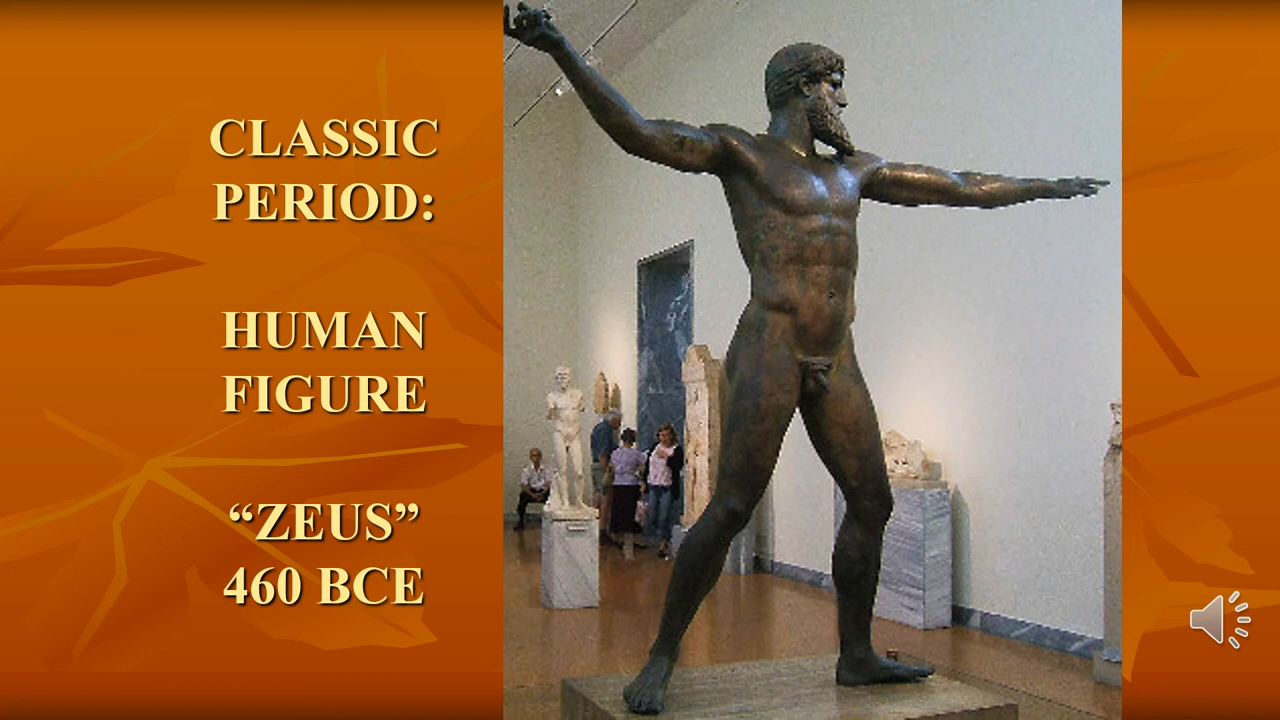 CLASSIC
PERIOD:
HUMAN
FIGURE
“ZEUS”
460 BCE